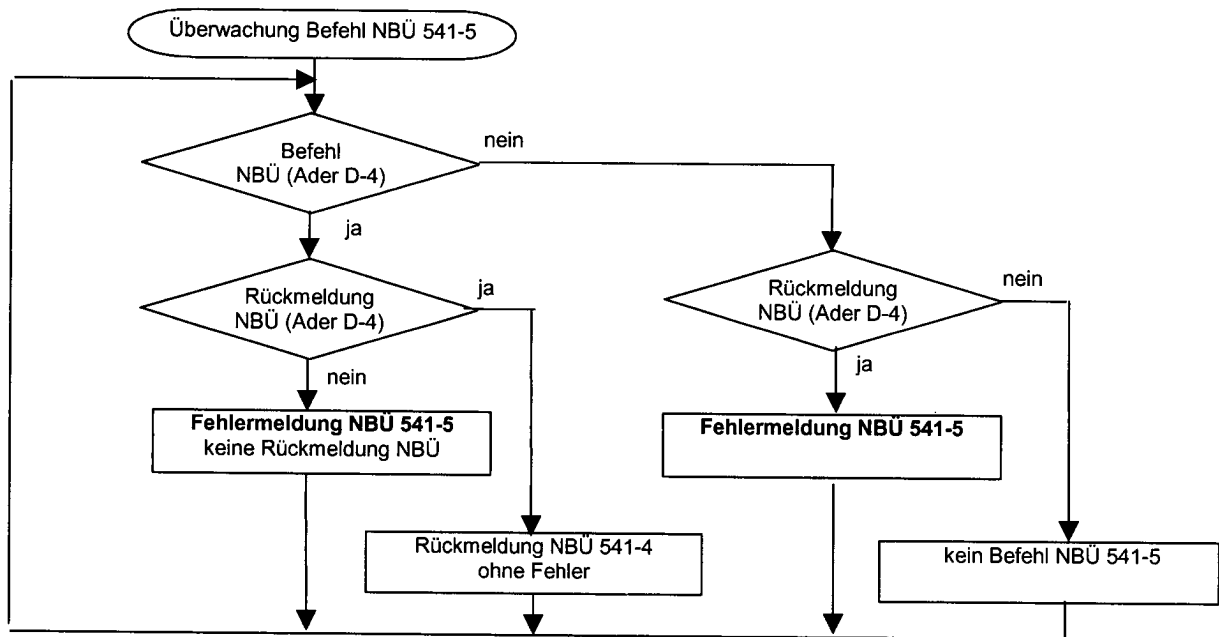 Überwachung Befehl NBÜ 541-5
Befehl
NBÜ (Ader D-4)
nein
ja
Rückmeldung
NBÜ (Ader D-4)
ja
nein
Rückmeldung
NBÜ (Ader D-4)
nein
ja
Fehlermeldung NBÜ 541-5
keine Rückmeldung NBÜ
Fehlermeldung NBÜ 541-5
Rückmeldung NBÜ 541-4
ohne Fehler
kein Befehl NBÜ 541-5